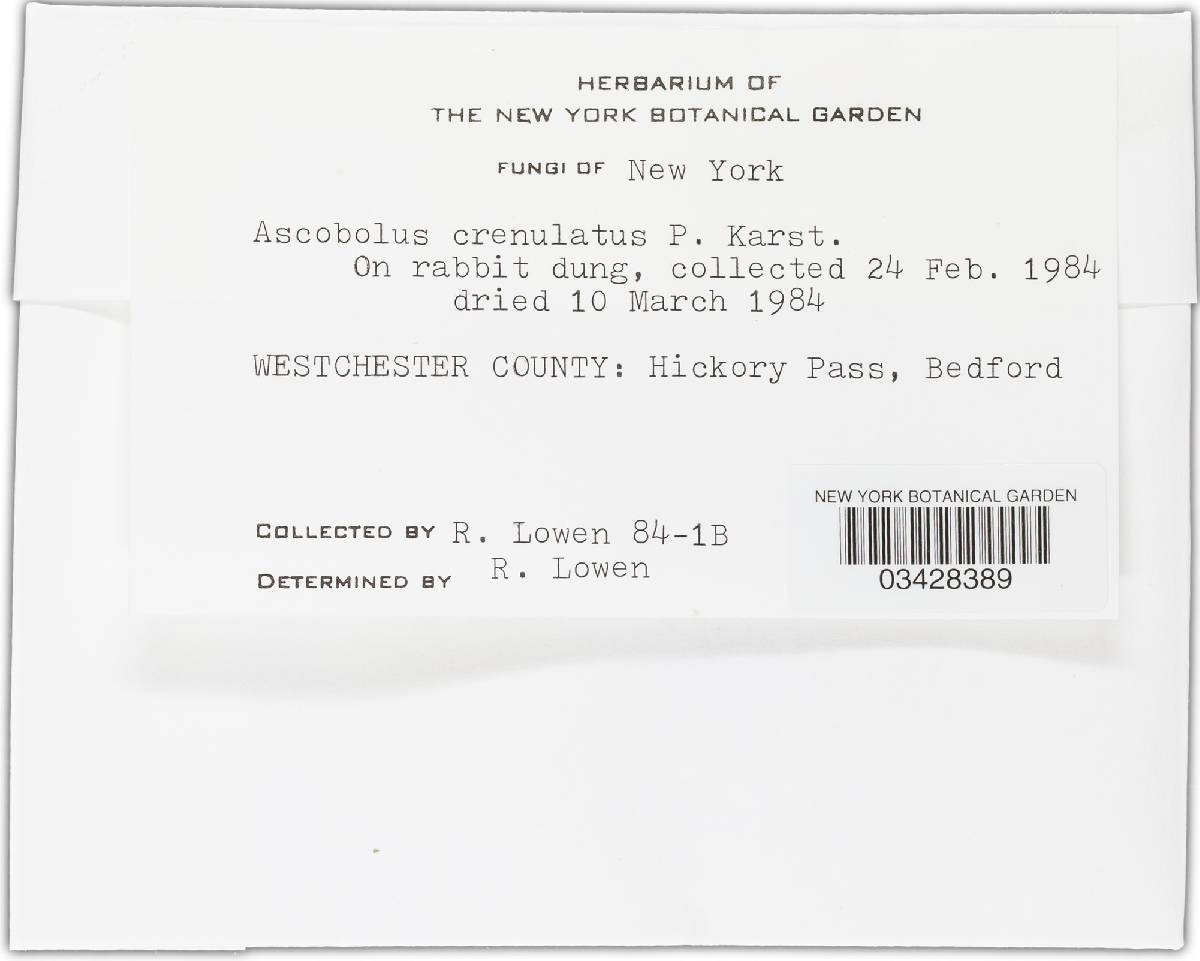 HERBARIUM OF
THE NEW YORK BOTANICAL GARDEN
FUNGI OF New York
Ascobolus crenulatus P. Karst.
On rabbit dung, collected 24 Feb. 1984
dried 10 March 1984
WESTCHESTER COUNTY: Hickory Pass, Bedford
COLLECTED BY R. Lowen 84-1B
DETERMINED BY R. Lowen
NEW YORK BOTANICAL GARDEN
03428389